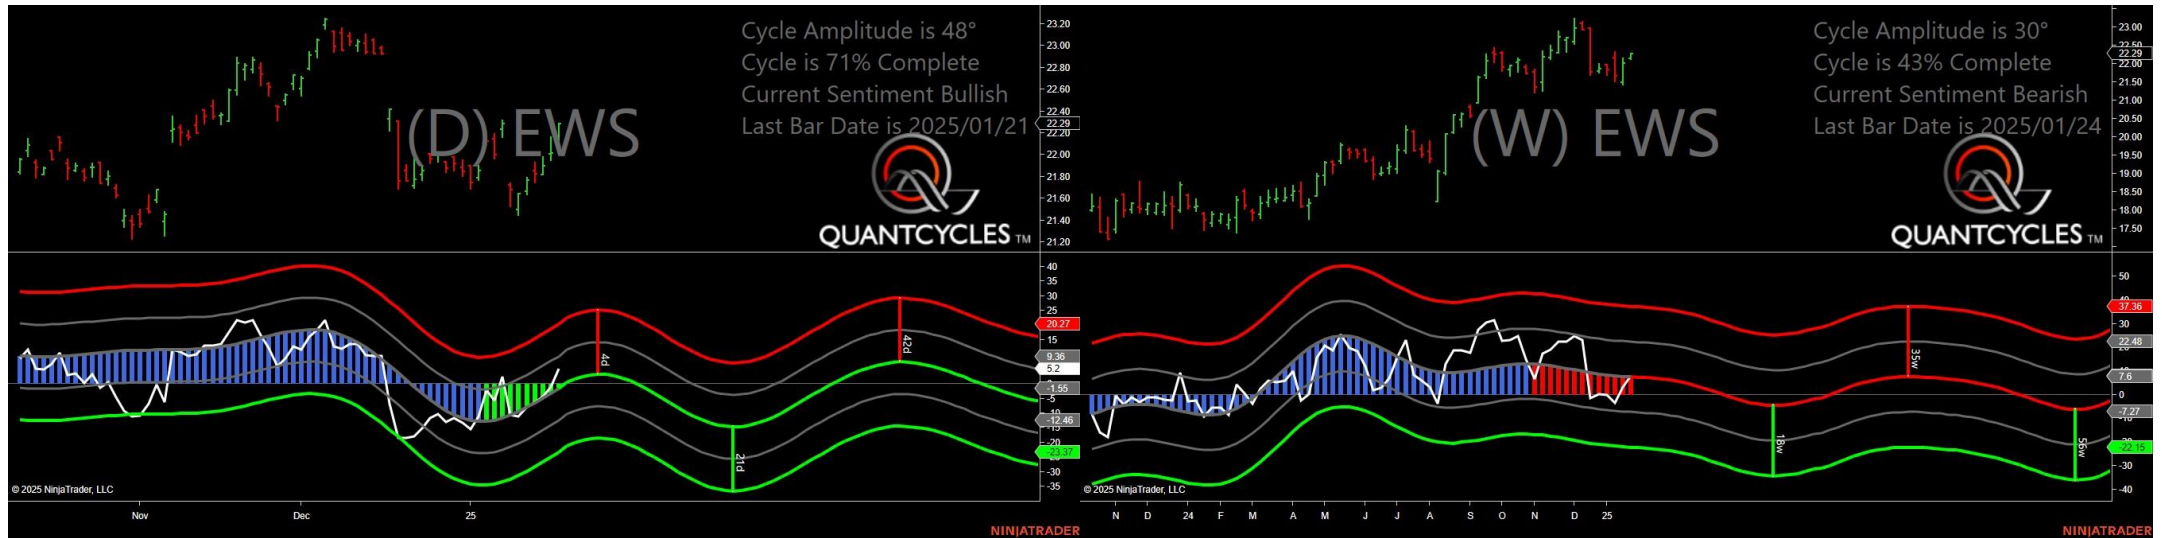 Cycle Amplitude is 48°
Cycle is 71% Complete
Current Sentiment Bullish
Last Bar Date is 2025/01/21
(D) EWS
QUANTCYCLES TM
23.20
23.00
22.80
22.60
22.40
22.29
22.20
22.00
21.80
21.60
21.40
21.20
40
35
30
25
20.27
15
9.36
5.2
-1.55
-5
-10
-12.46
-15
-20
-23.37
-30
-35
4d
21d
42d
© 2025 NinjaTrader, LLC
Nov
Dec
25
NINJATRADER
Cycle Amplitude is 30°
Cycle is 43% Complete
Current Sentiment Bearish
Last Bar Date is 2025/01/24
(W) EWS
QUANTCYCLES TM
23.00
22.50
22.29
22.00
21.50
21.00
20.50
20.00
19.50
19.00
18.50
18.00
17.50
50
37.36
30
22.48
7.6
0
-7.27
-22.15
-30
-40
18w
35w
56w
© 2025 NinjaTrader, LLC
N
D
24
F
M
A
M
J
J
A
S
O
N
D
25
NINJATRADER